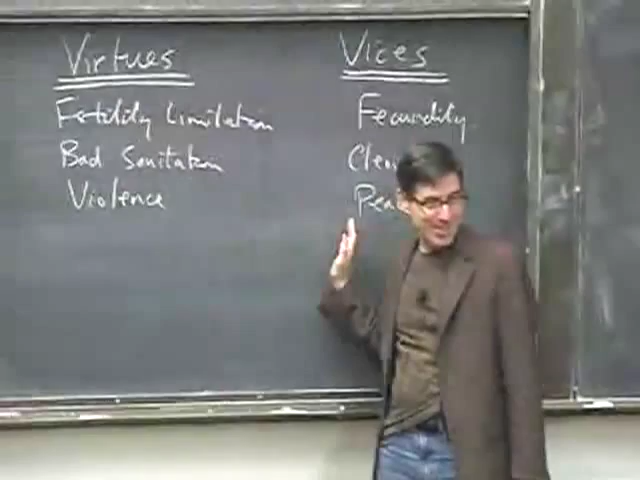 Virtues Vices
Fertility Limitation Fecundity
Bad Sanitation
Violence